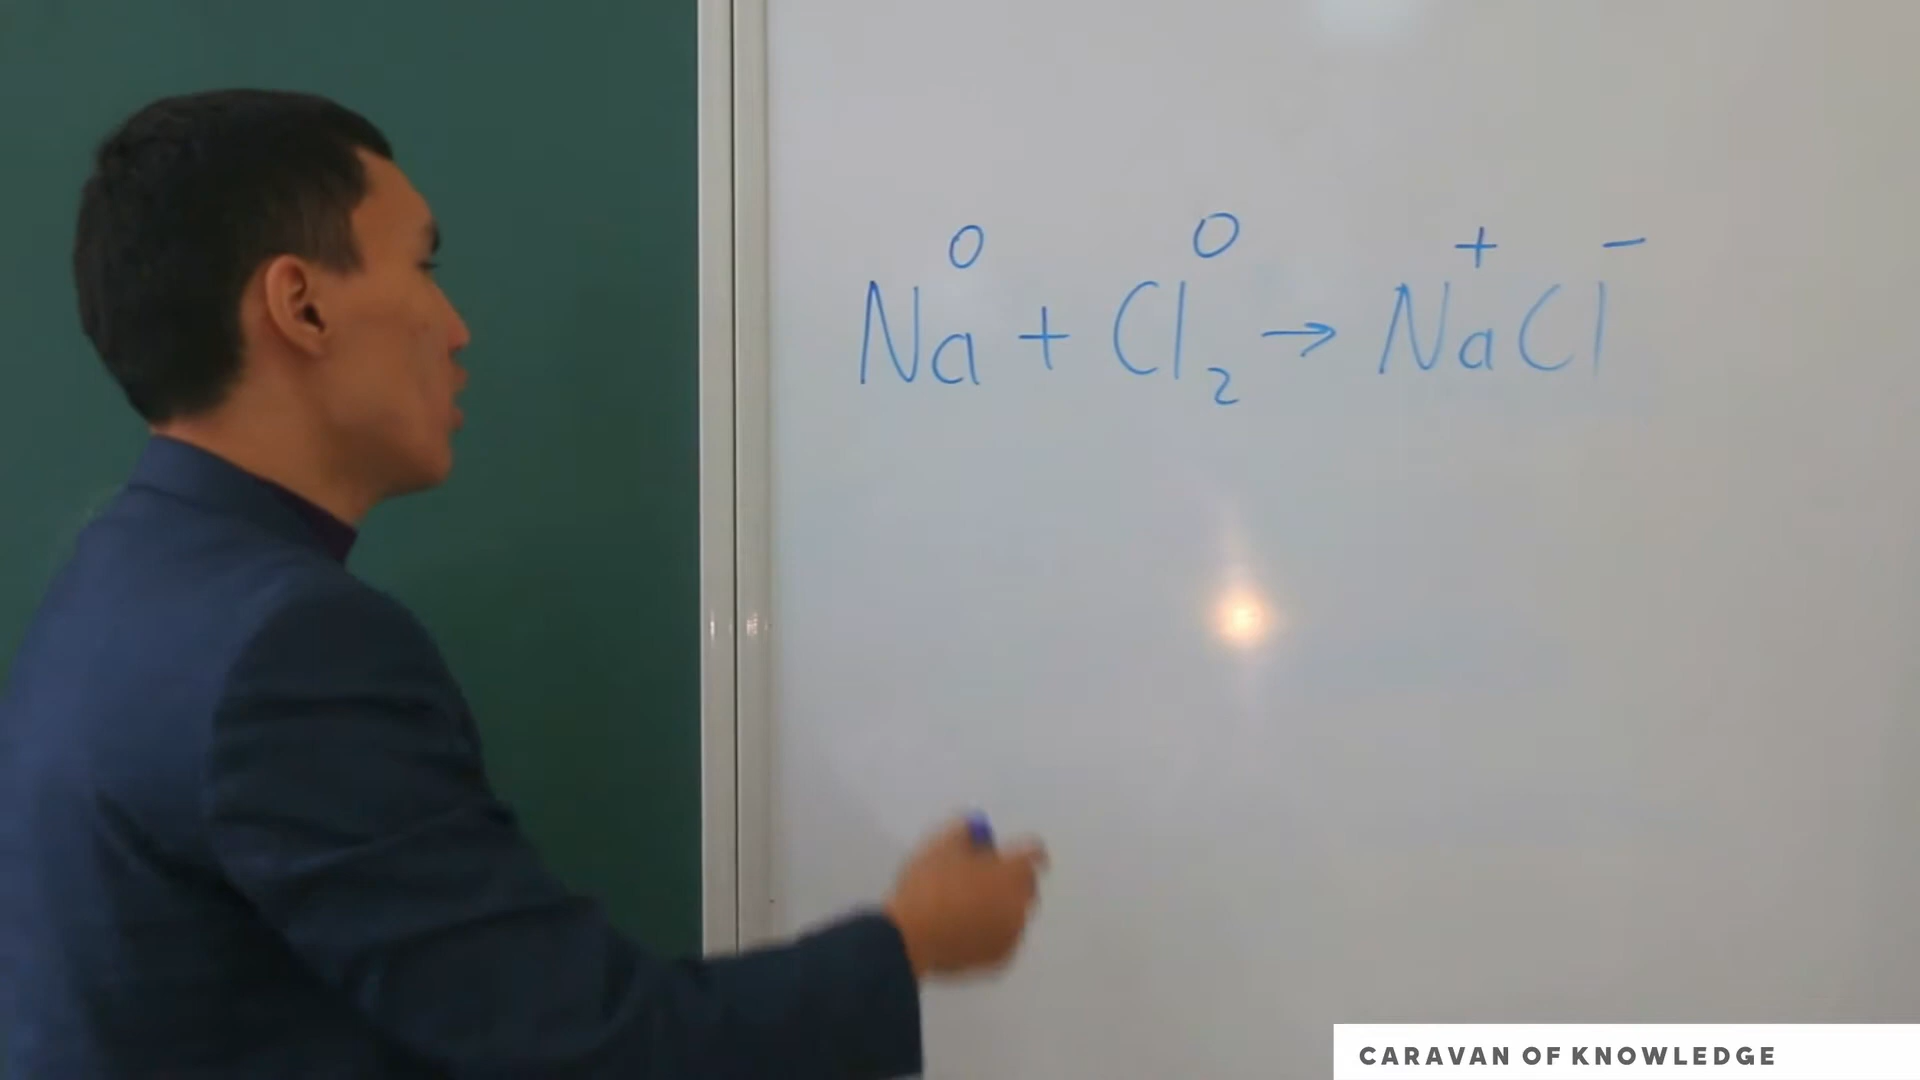 0 0 + −
Na + Cl₂ → NaCl
CARAVAN OF KNOWLEDGE